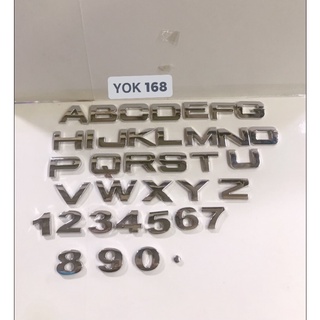 YOK 168
ABCDEFG
HIJKLMNO
PQRSTU
VWXYZ
1234567
890.